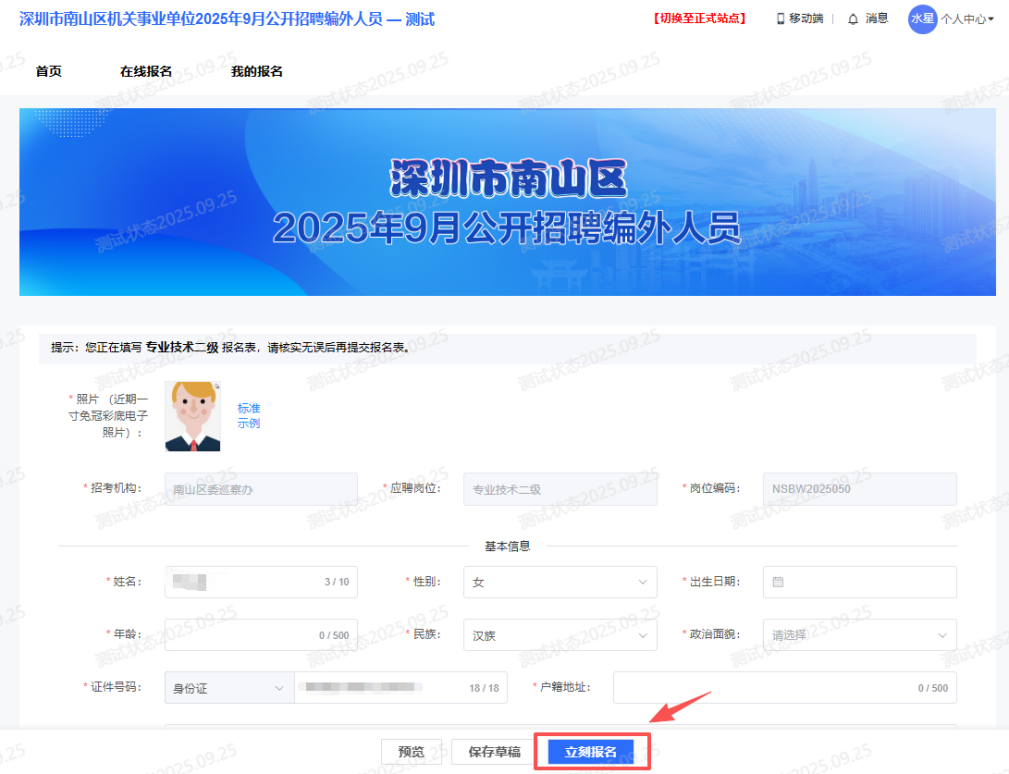 深圳市南山区机关事业单位2025年9月公开招聘编外人员 — 测试
【切换至正式站点】 移动端 消息 水星 个人中心
首页 在线报名 我的报名
深圳市南山区
2025年9月公开招聘编外人员
提示：您正在填写 专业技术二级 报名表，请核实无误后再提交报名表。
* 照片 （近期一
寸免冠彩底电子
照片）：
标准
示例
* 招考机构： 南山区委巡察办 * 应聘岗位： 专业技术二级 * 岗位编码： NSBW2025050
基本信息
* 姓名： 3 / 10 * 性别： 女 * 出生日期：
* 年龄： 0 / 500 * 民族： 汉族 * 政治面貌： 请选择
* 证件号码： 身份证 18 / 18 * 户籍地址： 0 / 500
预览 保存草稿 立刻报名
测试状态2025.09.25